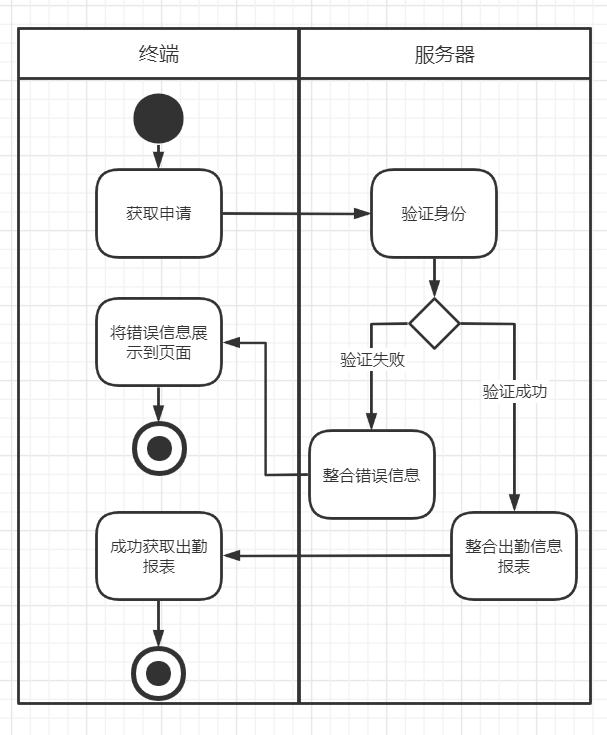 终端
服务器
获取申请
验证身份
将错误信息展
示到页面
验证失败
验证成功
整合错误信息
成功获取出勤
报表
整合出勤信息
报表